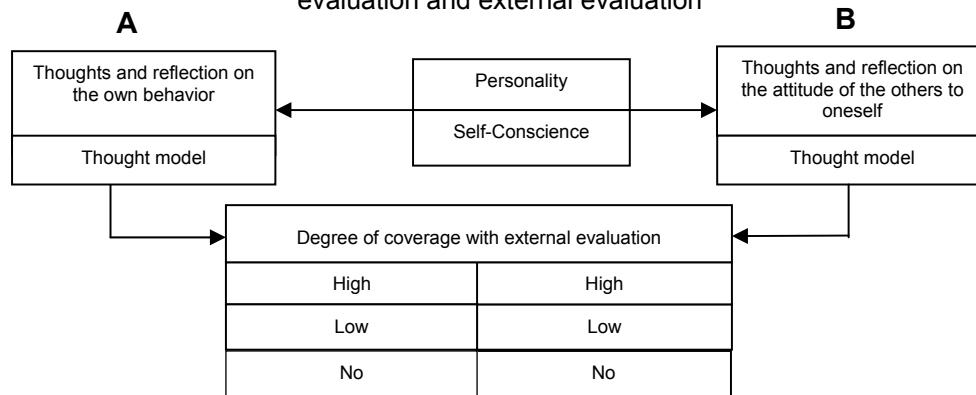 evaluation and external evaluation
A
B
Thoughts and reflection on
the own behavior
Thought model
Personality
Self-Conscience
Thoughts and reflection on
the attitude of the others to
oneself
Thought model
Degree of coverage with external evaluation
High
High
Low
Low
No
No